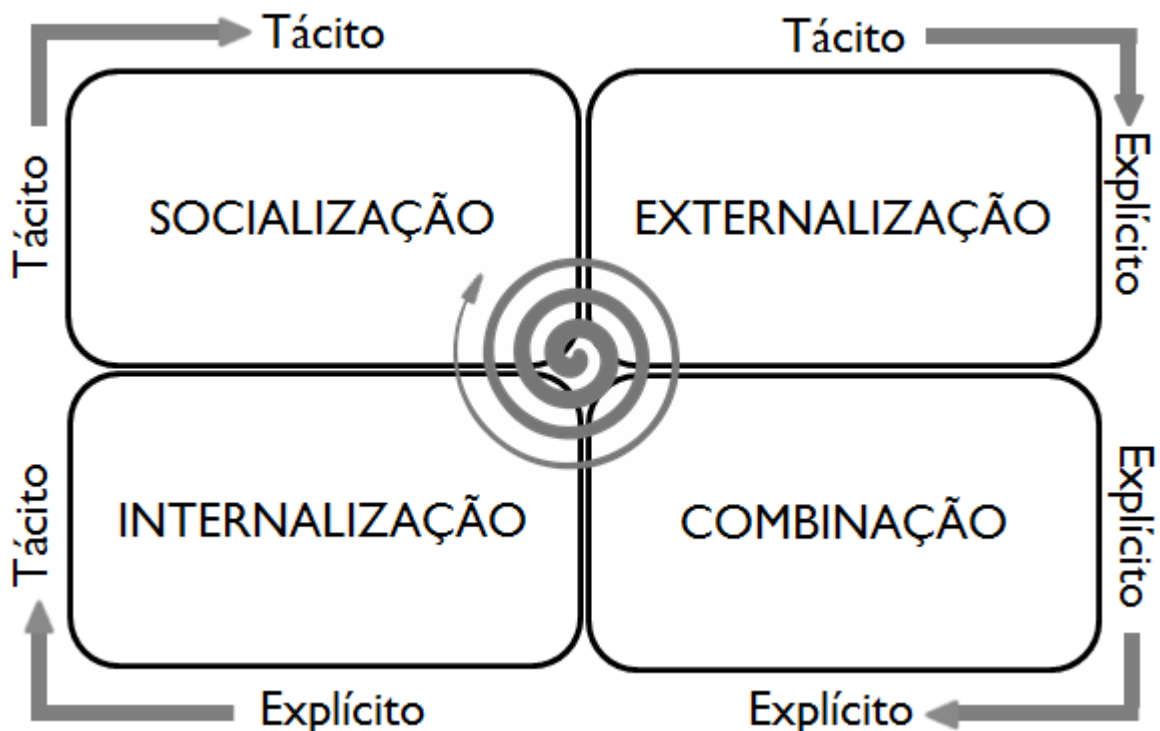 Tácito
Tácito
Tácito
Explícito
SOCIALIZAÇÃO
EXTERNALIZAÇÃO
INTERNALIZAÇÃO
COMBINAÇÃO
Tácito
Explícito
Explícito
Explícito